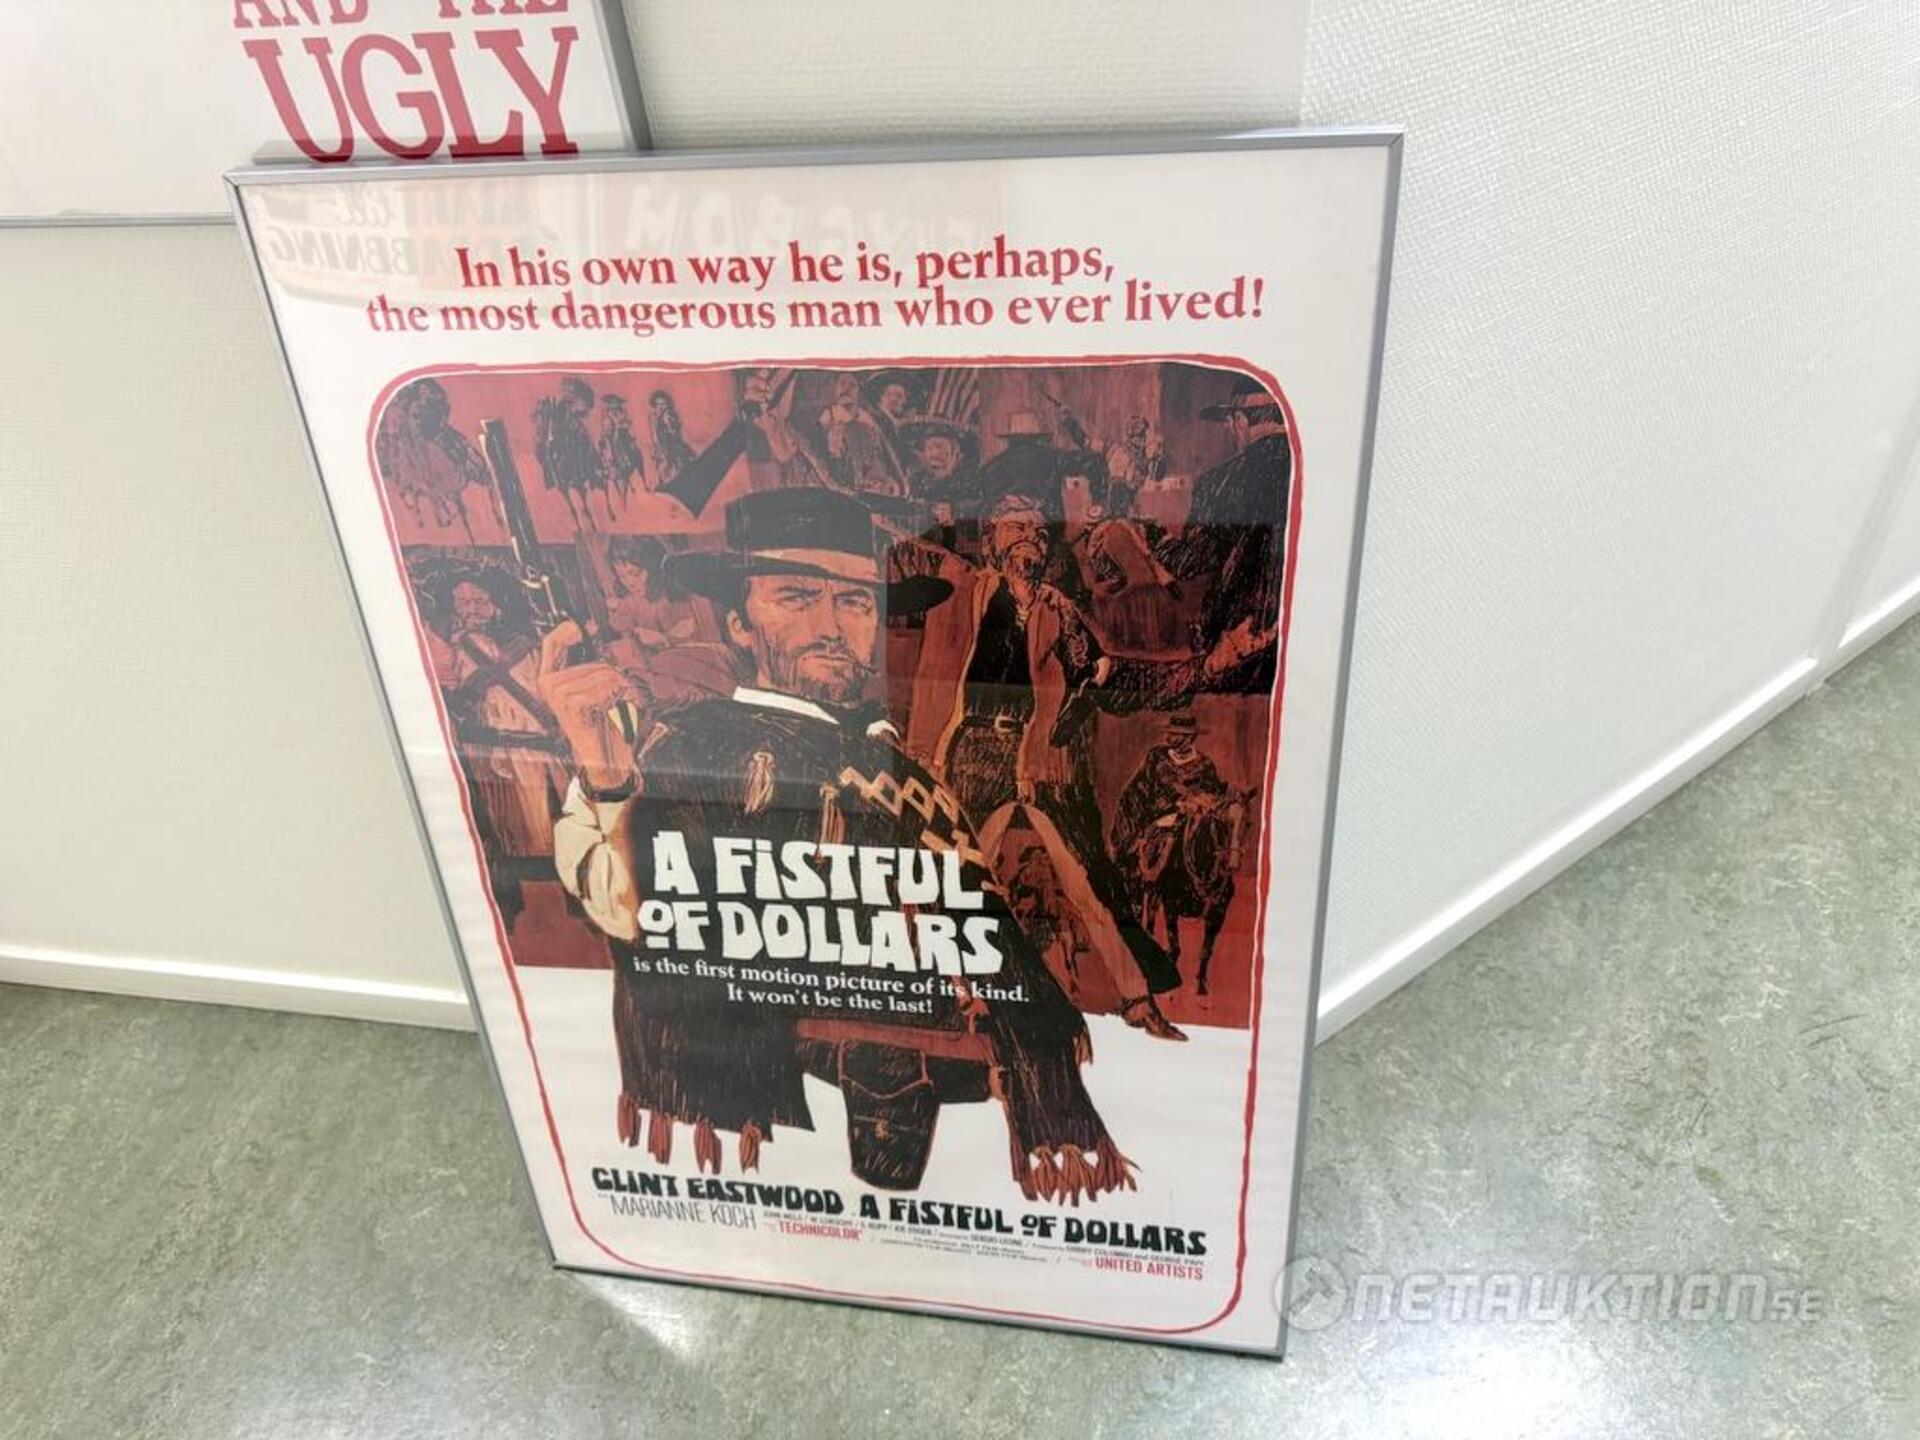 AND THE
UGLY
In his own way he is, perhaps,
the most dangerous man who ever lived!
A FiSTFUL
OF DOLLARS
is the first motion picture of its kind.
It won't be the last!
CLiNT EASTWOOD A FiSTFUL OF DOLLARS
MARIANNE KOCH
TECHNICOLOR®
UNITED ARTISTS
NETAUKTION.SE